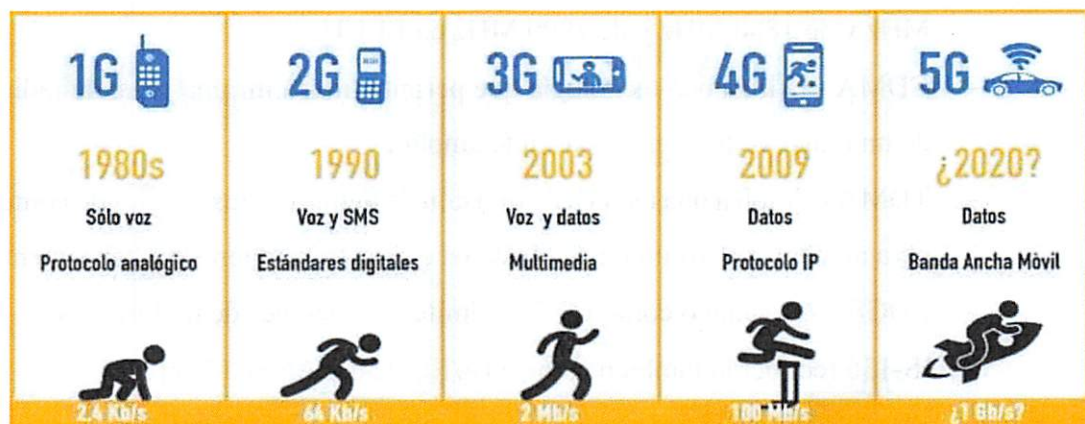 1G
1980s
Sólo voz
Protocolo analógico
2,4 Kb/s
2G
1990
Voz y SMS
Estándares digitales
64 Kb/s
3G
2003
Voz y datos
Multimedia
2 Mb/s
4G
2009
Datos
Protocolo IP
100 Mb/s
5G
¿2020?
Datos
Banda Ancha Mòvil
¿1 Gb/s?